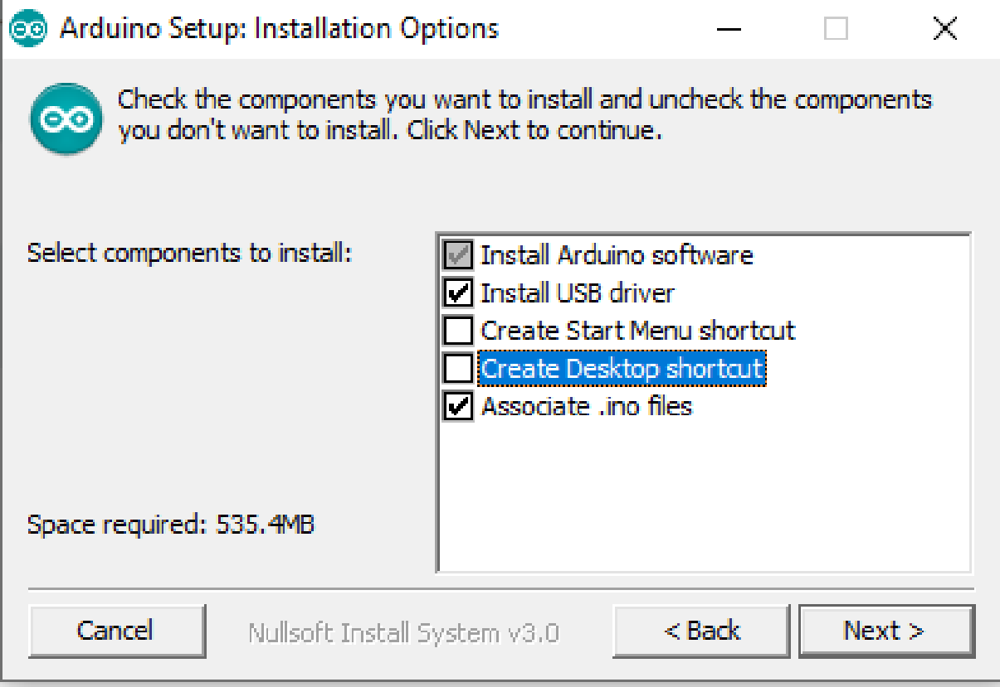 Arduino Setup: Installation Options
Check the components you want to install and uncheck the components
you don't want to install. Click Next to continue.
Select components to install:
Install Arduino software
Install USB driver
Create Start Menu shortcut
Create Desktop shortcut
Associate .ino files
Space required: 535.4MB
Cancel
Nullsoft Install System v3.0
< Back
Next >